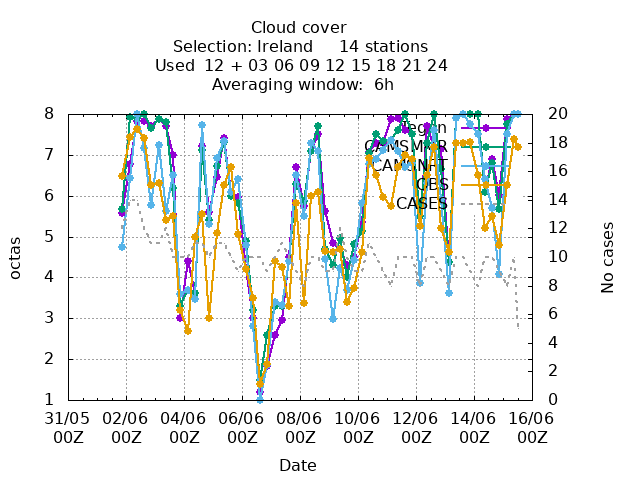 Cloud cover
Selection: Ireland 14 stations
Used 12 + 03 06 09 12 15 18 21 24
Averaging window: 6h
8
7
6
5
4
3
2
1
octas
20
18
16
14
12
10
8
6
4
2
0
No cases
OBS
CASES
31/05 02/06 04/06 06/06 08/06 10/06 12/06 14/06 16/06
00Z 00Z 00Z 00Z 00Z 00Z 00Z 00Z 00Z
Date